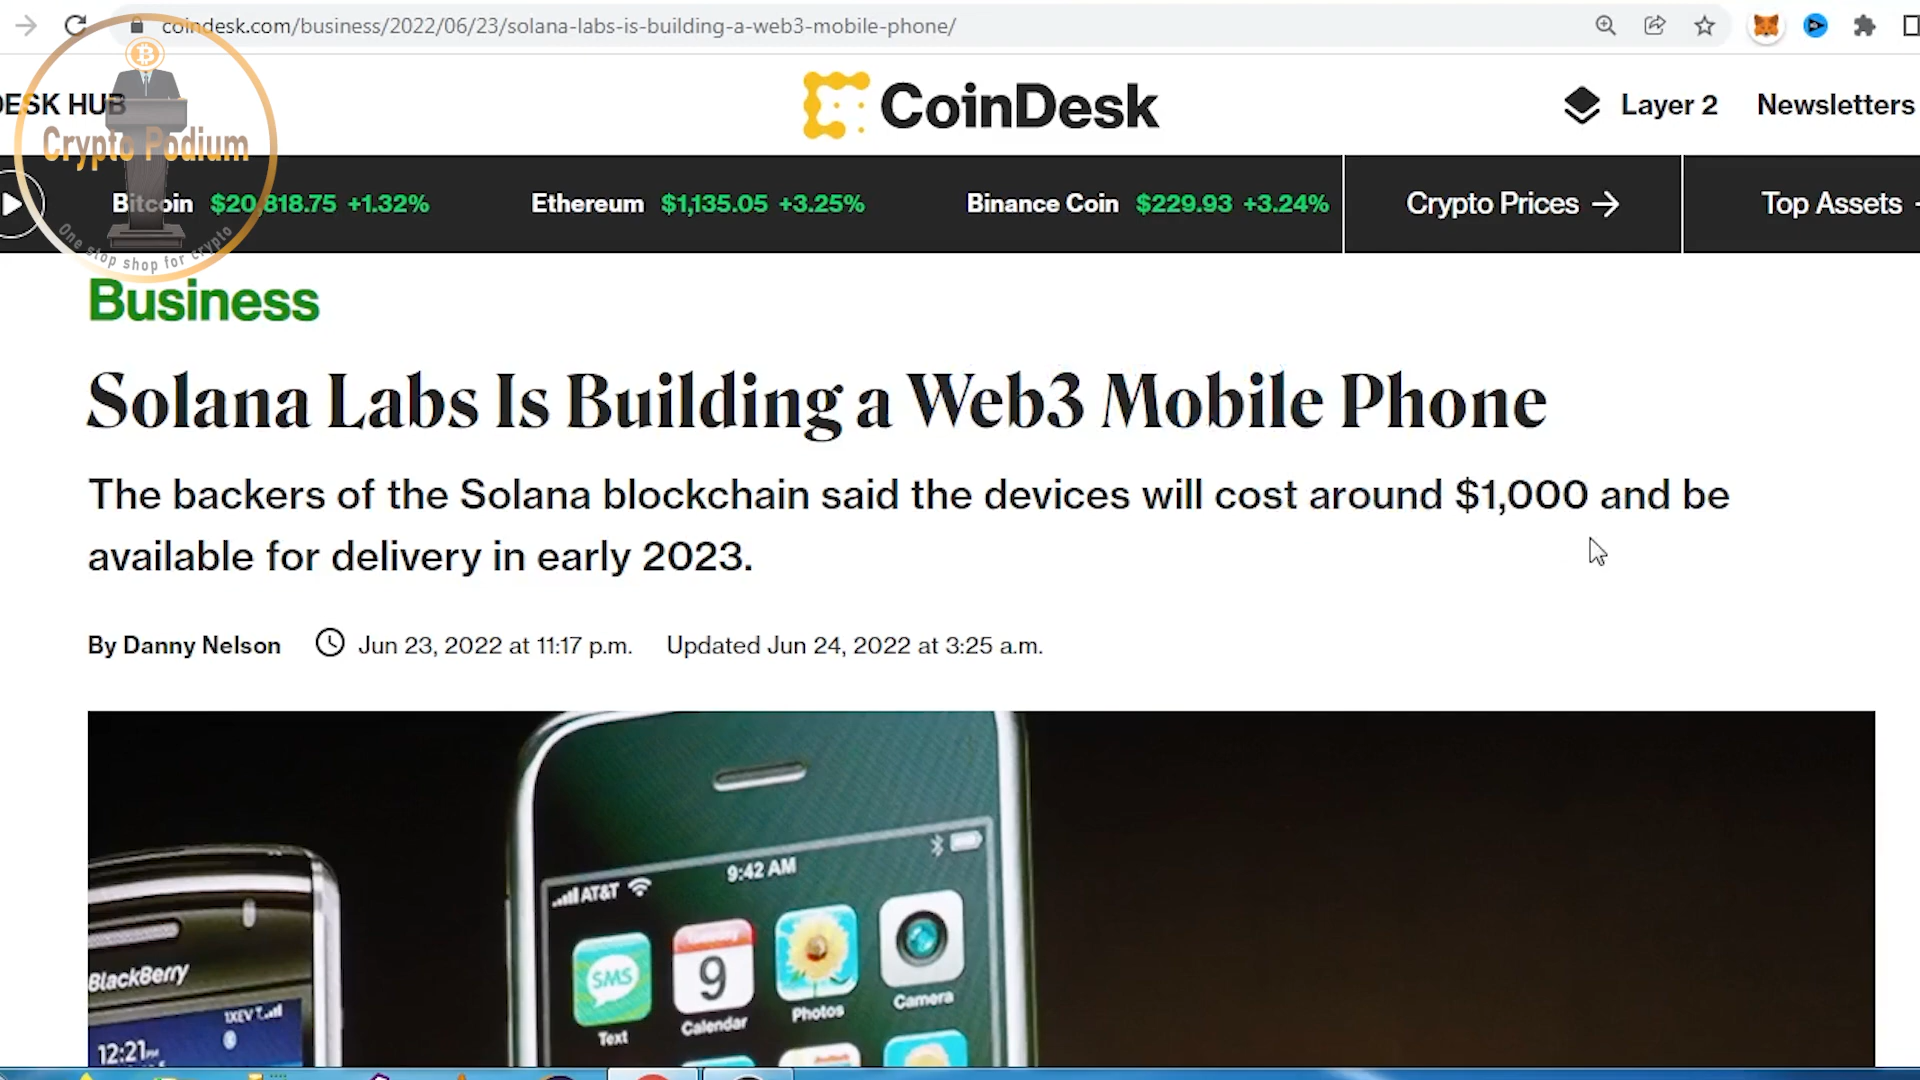 coindesk.com/business/2022/06/23/solana-labs-is-building-a-web3-mobile-phone/
DESK HUB
CoinDesk
Layer 2
Newsletters
Crypto Podium
One stop shop for crypto
Bitcoin $20,818.75 +1.32%
Ethereum $1,135.05 +3.25%
Binance Coin $229.93 +3.24%
Crypto Prices
Top Assets
Business
Solana Labs Is Building a Web3 Mobile Phone
The backers of the Solana blockchain said the devices will cost around $1,000 and be
available for delivery in early 2023.
By Danny Nelson
Jun 23, 2022 at 11:17 p.m.
Updated Jun 24, 2022 at 3:25 a.m.
AT&T
9:42 AM
SMS
9
Text
Calendar
Photos
Camera
BlackBerry
12:21